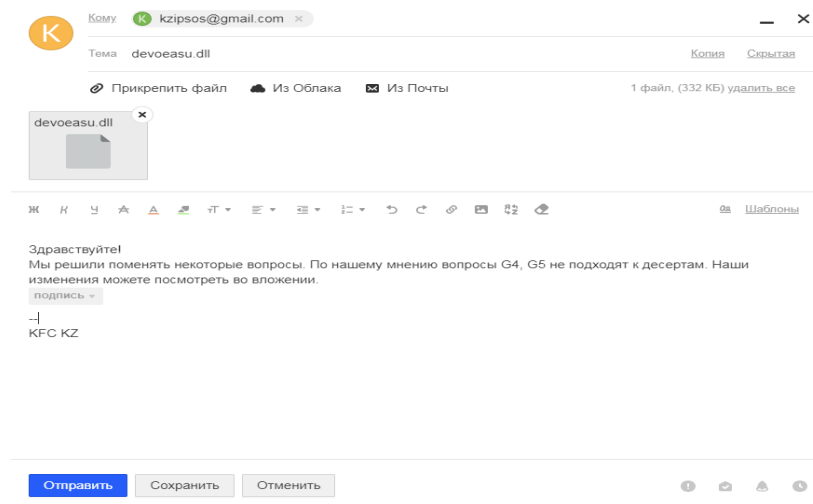 К
Кому К kzipsos@gmail.com ×
Тема devoeasu.dll Копия Скрытая
Прикрепить файл Из Облака Из Почты 1 файл, (332 КБ) удалить все
devoeasu.dll
Ж К Ч А А тТ Шаблоны
Здравствуйте!
Мы решили поменять некоторые вопросы. По нашему мнению вопросы G4, G5 не подходят к десертам. Наши
изменения можете посмотреть во вложении.
подпись
--
KFC KZ
Отправить Сохранить Отменить